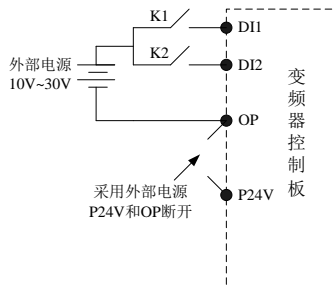 K1
DI1
K2
DI2
外部电源
10V~30V
OP
采用外部电源
P24V和OP断开
P24V
变频器控制板